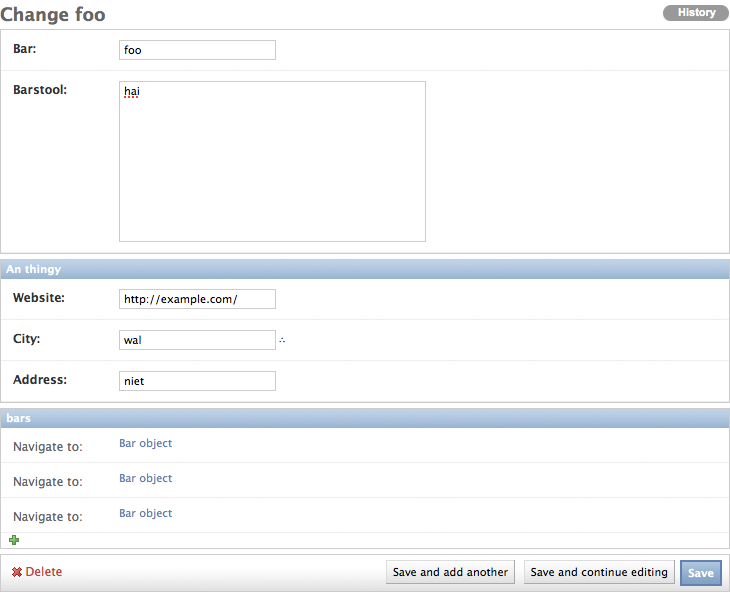 Change foo
History
Bar: foo
Barstool: hai
An thingy
Website: http://example.com/
City: wal
Address: niet
bars
Navigate to: Bar object
Navigate to: Bar object
Navigate to: Bar object
Delete Save and add another Save and continue editing Save